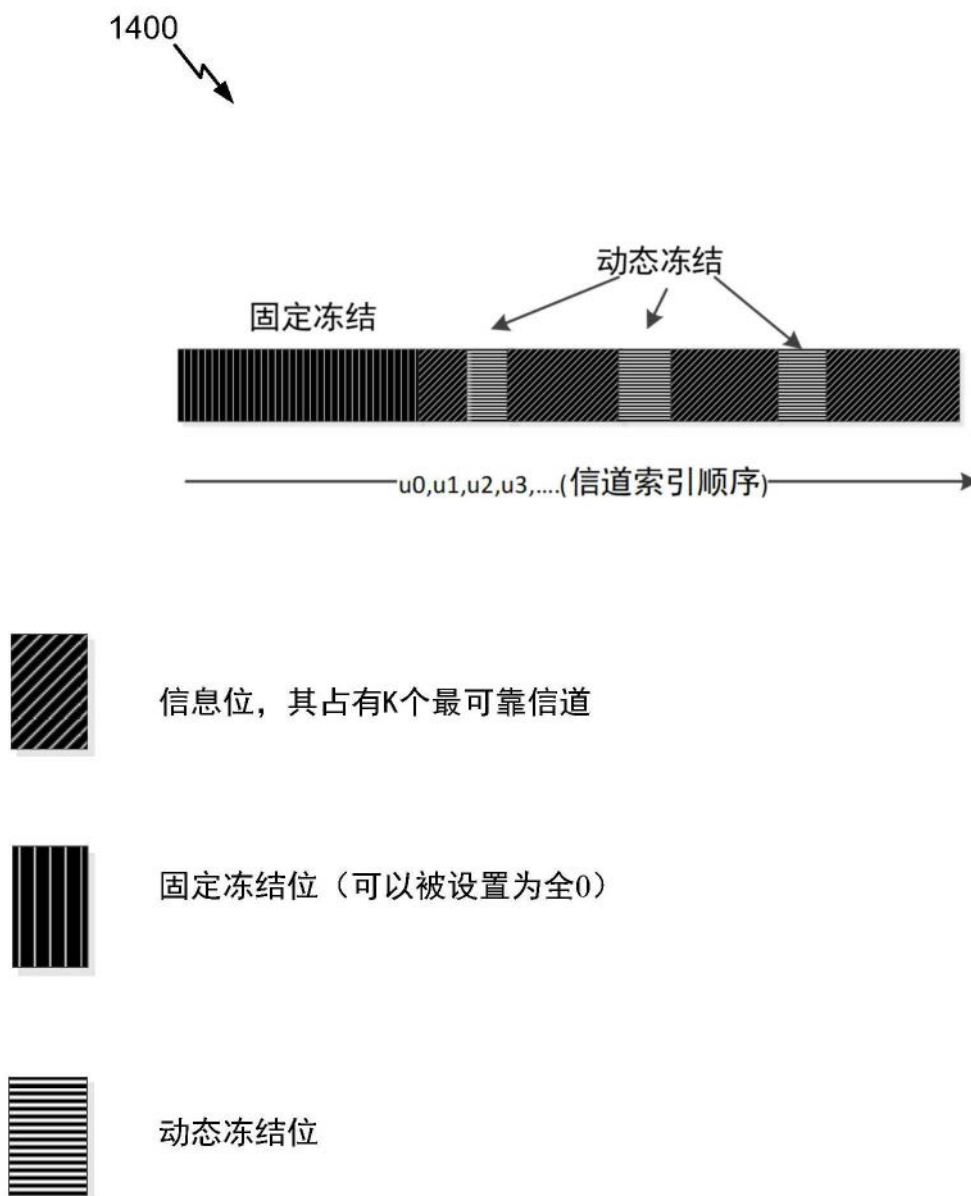 1400
动态冻结
固定冻结
u0,u1,u2,u3,....(信道索引顺序)
信息位，其占有K个最可靠信道
固定冻结位（可以被设置为全0）
动态冻结位